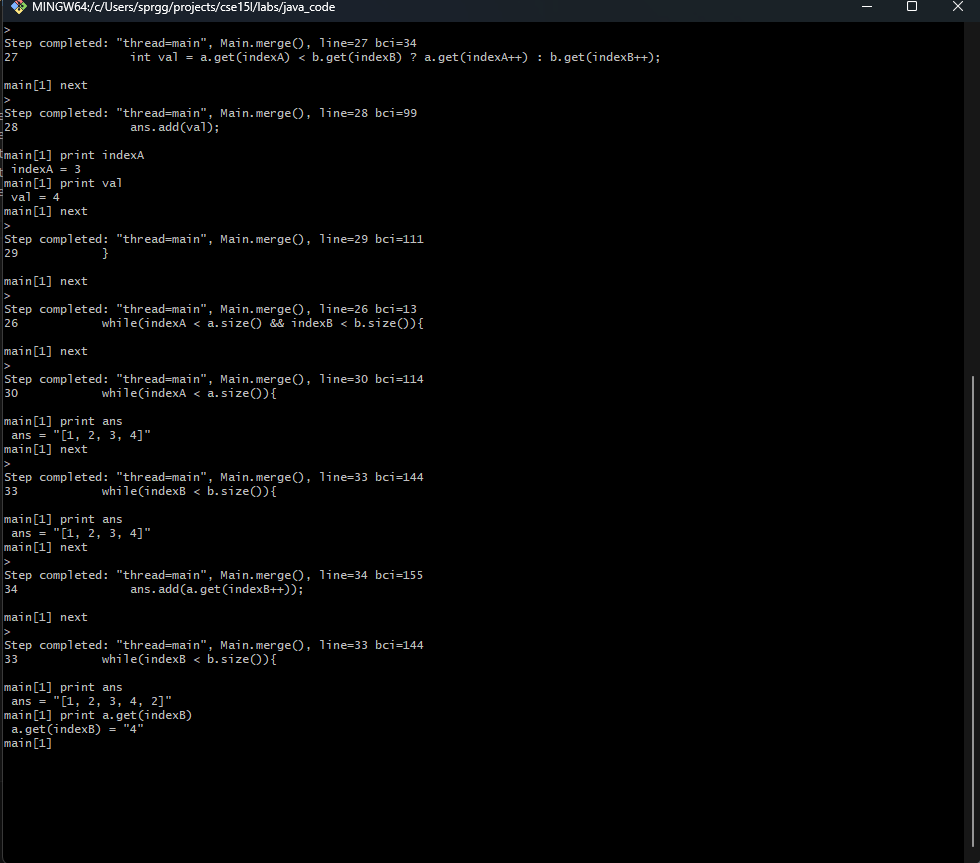 MINGW64:/c/Users/sprgg/projects/cse15l/labs/java_code
>
Step completed: "thread=main", Main.merge(), line=27 bci=34
27                int val = a.get(indexA) < b.get(indexB) ? a.get(indexA++) : b.get(indexB++);
main[1] next
>
Step completed: "thread=main", Main.merge(), line=28 bci=99
28                ans.add(val);
main[1] print indexA
 indexA = 3
main[1] print val
 val = 4
main[1] next
>
Step completed: "thread=main", Main.merge(), line=29 bci=111
29            }
main[1] next
>
Step completed: "thread=main", Main.merge(), line=26 bci=13
26            while(indexA < a.size() && indexB < b.size()){
main[1] next
>
Step completed: "thread=main", Main.merge(), line=30 bci=114
30            while(indexA < a.size()){
main[1] print ans
 ans = "[1, 2, 3, 4]"
main[1] next
>
Step completed: "thread=main", Main.merge(), line=33 bci=144
33            while(indexB < b.size()){
main[1] print ans
 ans = "[1, 2, 3, 4]"
main[1] next
>
Step completed: "thread=main", Main.merge(), line=34 bci=155
34                ans.add(a.get(indexB++));
main[1] next
>
Step completed: "thread=main", Main.merge(), line=33 bci=144
33            while(indexB < b.size()){
main[1] print ans
 ans = "[1, 2, 3, 4, 2]"
main[1] print a.get(indexB)
 a.get(indexB) = "4"
main[1]